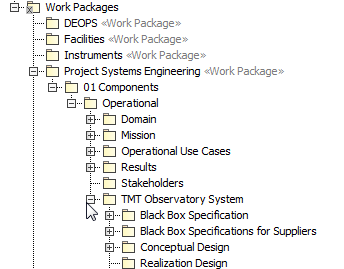 Work Packages
DEOPS «Work Package»
Facilities «Work Package»
Instruments «Work Package»
Project Systems Engineering «Work Package»
01 Components
Operational
Domain
Mission
Operational Use Cases
Results
Stakeholders
TMT Observatory System
Black Box Specification
Black Box Specifications for Suppliers
Conceptual Design
Realization Design